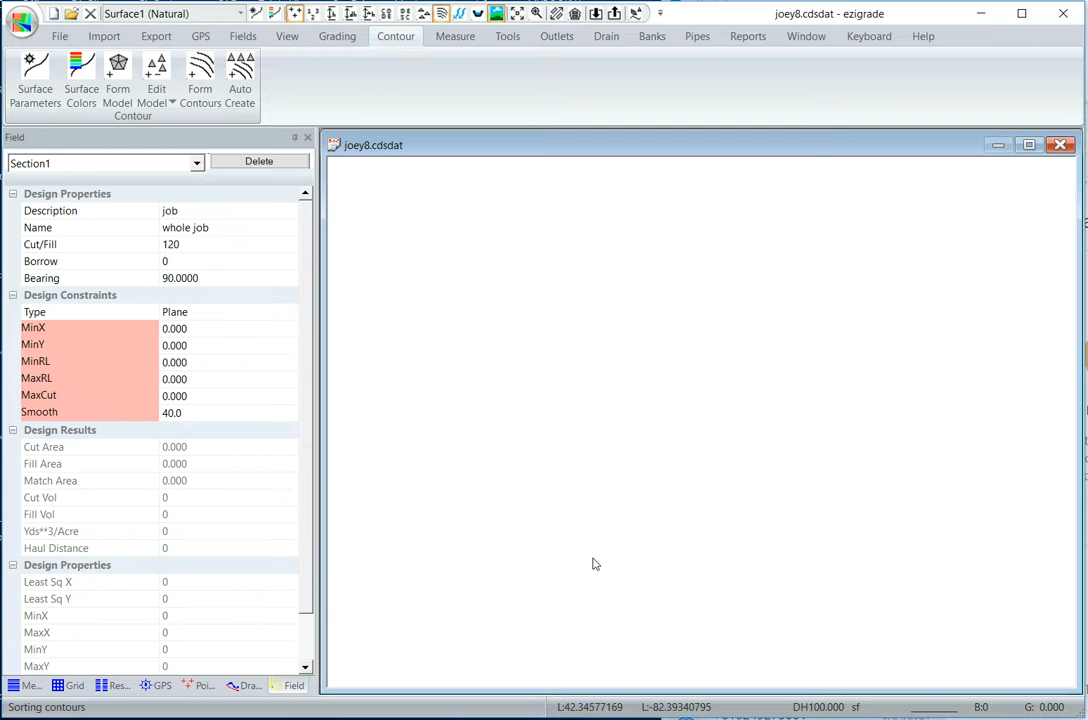 Surface1 (Natural)
joey8.cdsdat - ezigrade
File Import Export GPS Fields View Grading Contour Measure Tools Outlets Drain Banks Pipes Reports Window Keyboard Help
Surface Parameters
Surface Colors
Form Model
Edit Model
Form Contours
Auto Create
Contour
Field
Section1
Delete
joey8.cdsdat
Design Properties
Description job
Name whole job
Cut/Fill 120
Borrow 0
Bearing 90.0000
Design Constraints
Type Plane
MinX 0.000
MinY 0.000
MinRL 0.000
MaxRL 0.000
MaxCut 0.000
Smooth 40.0
Design Results
Cut Area 0.000
Fill Area 0.000
Match Area 0.000
Cut Vol 0
Fill Vol 0
Yds**3/Acre 0
Haul Distance 0
Design Properties
Least Sq X 0
Least Sq Y 0
MinX 0
MaxX 0
MinY 0
MaxY 0
Me... Grid Res... GPS Poi... Dra... Field
Sorting contours
L:42.34577169 L:-82.39340795 DH100.000 sf B:0 G: 0.000